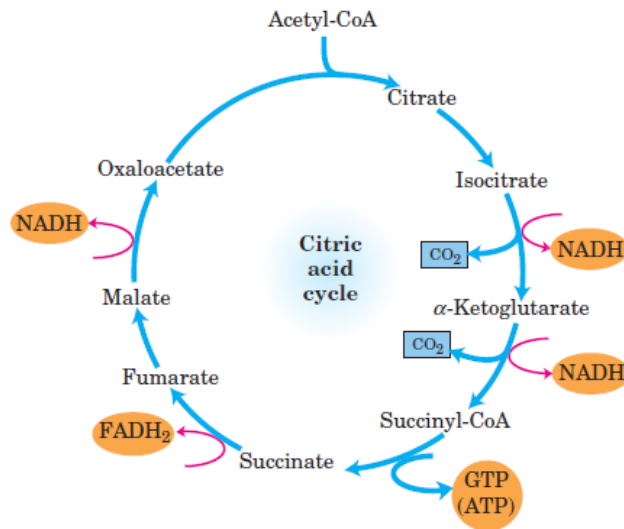 Acetyl-CoA
Citrate
Isocitrate
NADH
CO₂
α-Ketoglutarate
CO₂
NADH
Succinyl-CoA
GTP
(ATP)
Succinate
FADH₂
Fumarate
Malate
NADH
Oxaloacetate
Citric
acid
cycle